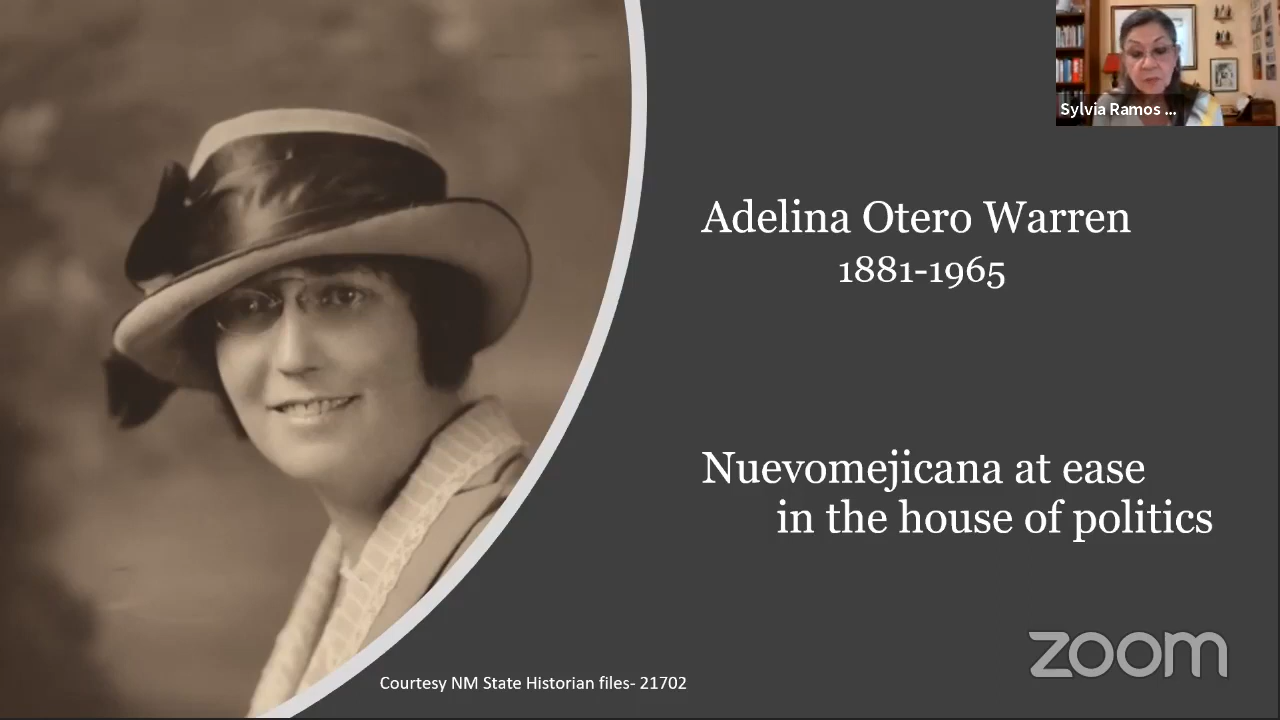 Sylvia Ramos ...
Adelina Otero Warren
1881-1965
Nuevomejicana at ease
in the house of politics
zoom
Courtesy NM State Historian files- 21702